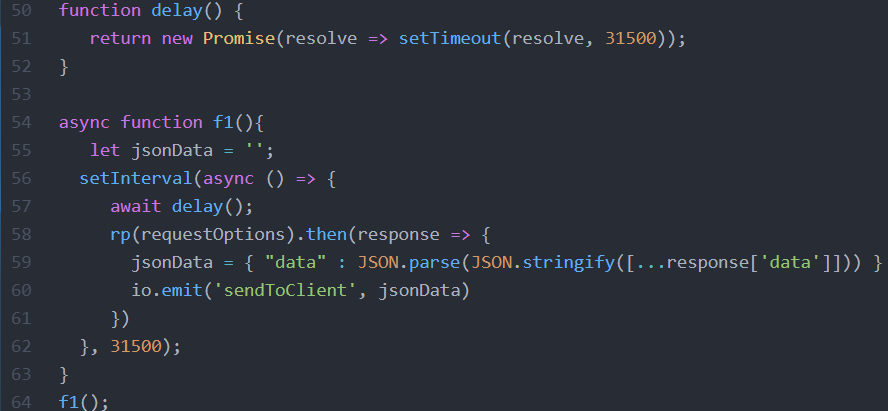 50 function delay() {
51 return new Promise(resolve => setTimeout(resolve, 31500));
52 }
53
54 async function f1(){
55 let jsonData = '';
56 setInterval(async () => {
57 await delay();
58 rp(requestOptions).then(response => {
59 jsonData = { "data" : JSON.parse(JSON.stringify([...response['data']])) }
60 io.emit('sendToClient', jsonData)
61 })
62 }, 31500);
63 }
64 f1();